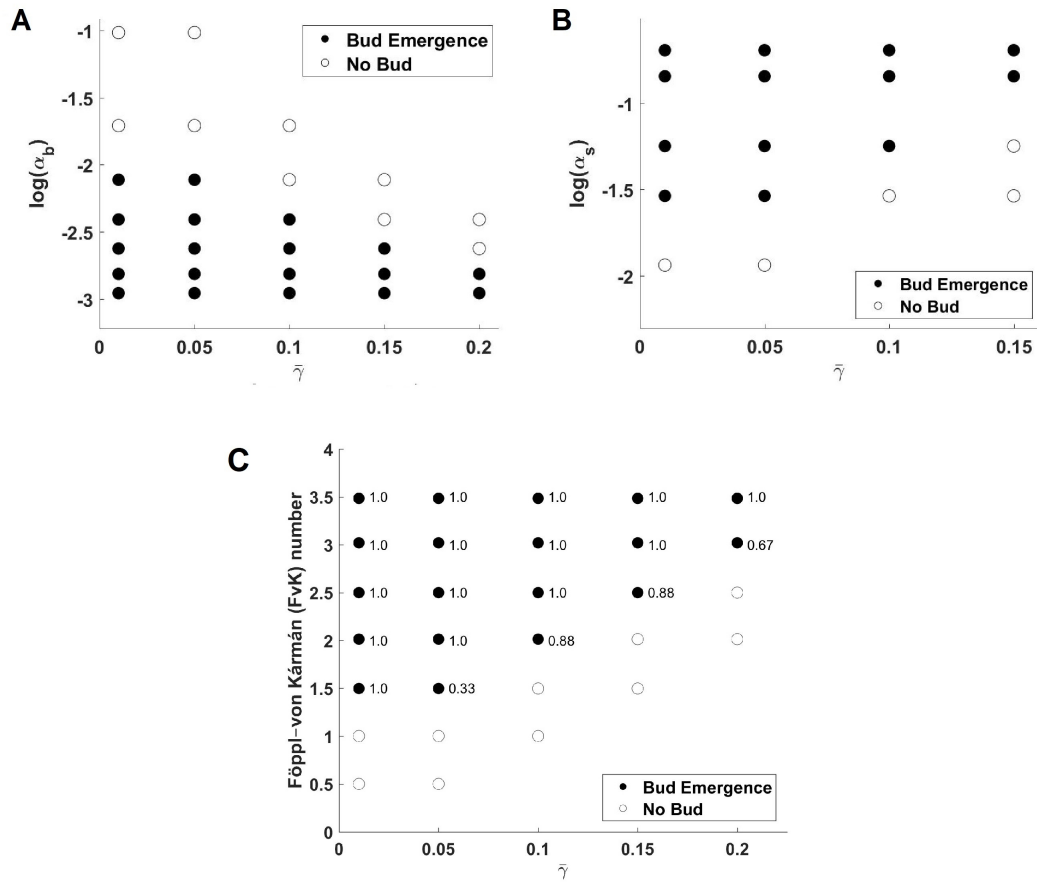 A
-1
-1.5
-2
-2.5
-3
log(α_b)
0 0.05 0.1 0.15 0.2
γ̄
Bud Emergence
No Bud
B
-1
-1.5
-2
log(α_s)
0 0.05 0.1 0.15
γ̄
Bud Emergence
No Bud
C
4
3.5
3
2.5
2
1.5
1
0.5
0
Föppl−von Kármán (FvK) number
1.0 1.0 1.0 1.0 1.0
1.0 1.0 1.0 1.0 0.67
1.0 1.0 1.0 0.88
1.0 1.0 0.88
1.0 0.33
0 0.05 0.1 0.15 0.2
γ̄
Bud Emergence
No Bud